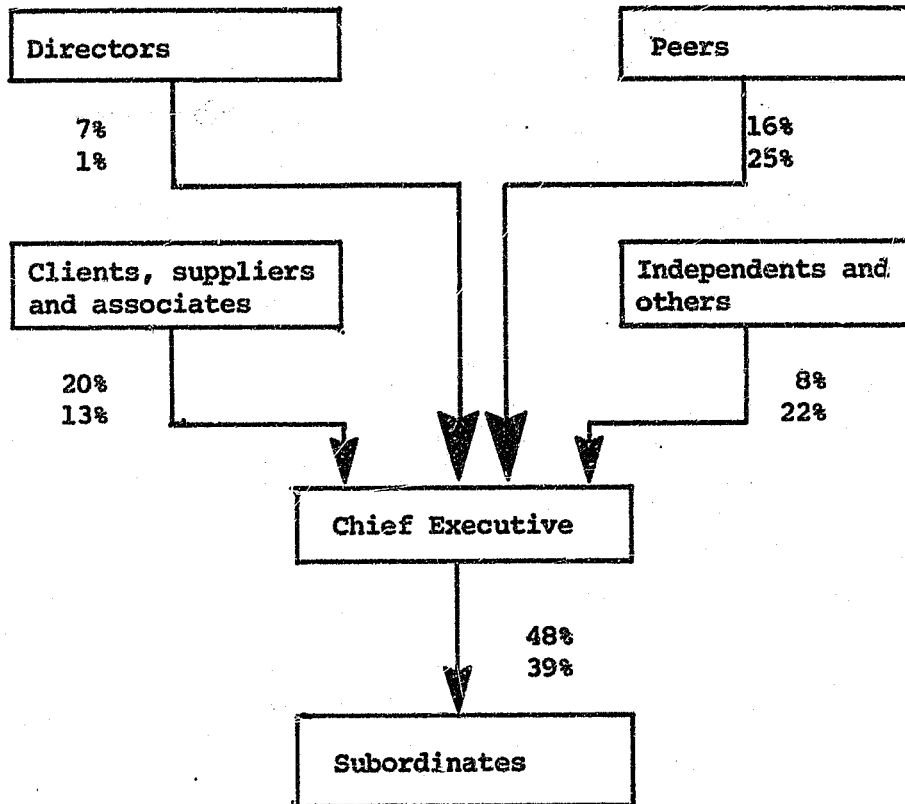 Directors
Peers
7%
1%
16%
25%
Clients, suppliers
and associates
Independents and
others
20%
13%
8%
22%
Chief Executive
48%
39%
Subordinates